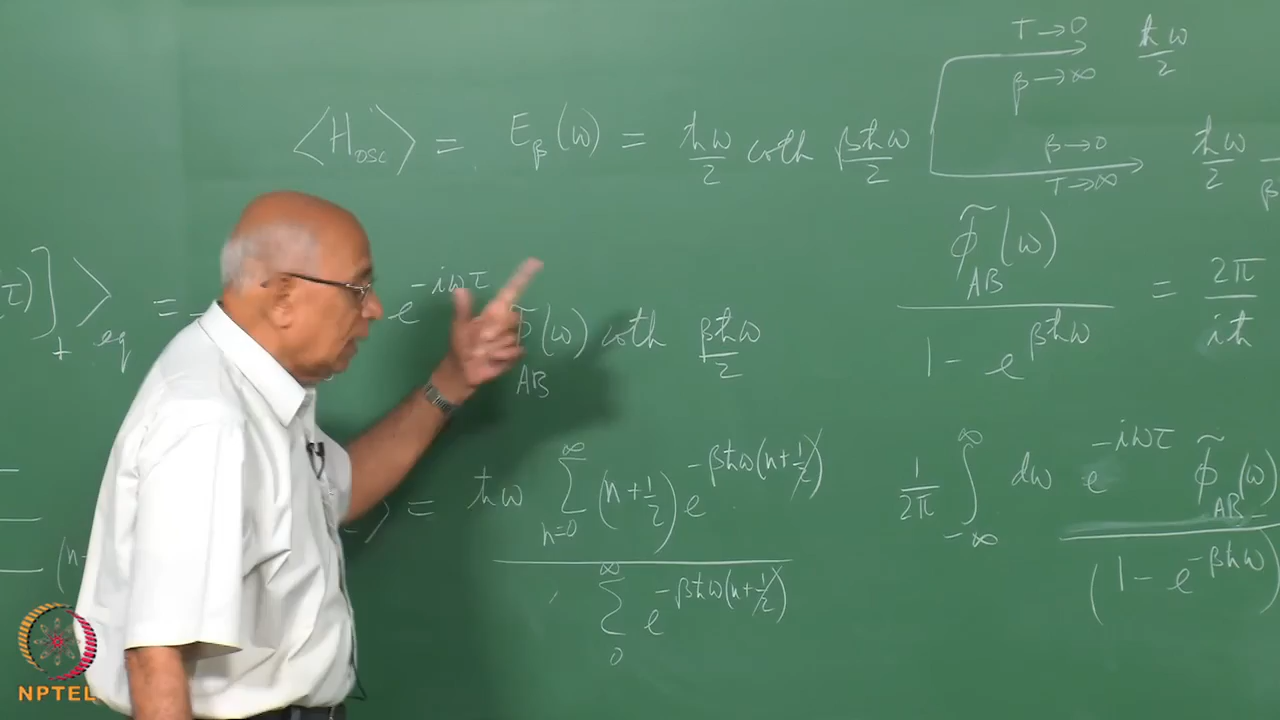 T→0 ħω/2
β→∞
⟨H_osc⟩ = E_β(ω) = ħω/2 coth βħω/2
β→0 ħω/2
T→∞ β
τ)]_+ ⟩_eq = e^{-iωτ} φ̃_AB(ω) coth βħω/2
φ̃_AB(ω) / (1 - e^{βħω}) = 2π / iħ
⟩ = ħω Σ_{n=0}^{∞} (n+1/2) e^{-βħω(n+1/2)} / Σ_0^∞ e^{-βħω(n+1/2)}
1/2π ∫_{-∞}^{∞} dω e^{-iωτ} φ̃_AB(ω) / (1 - e^{-βħω})
(n
NPTEL